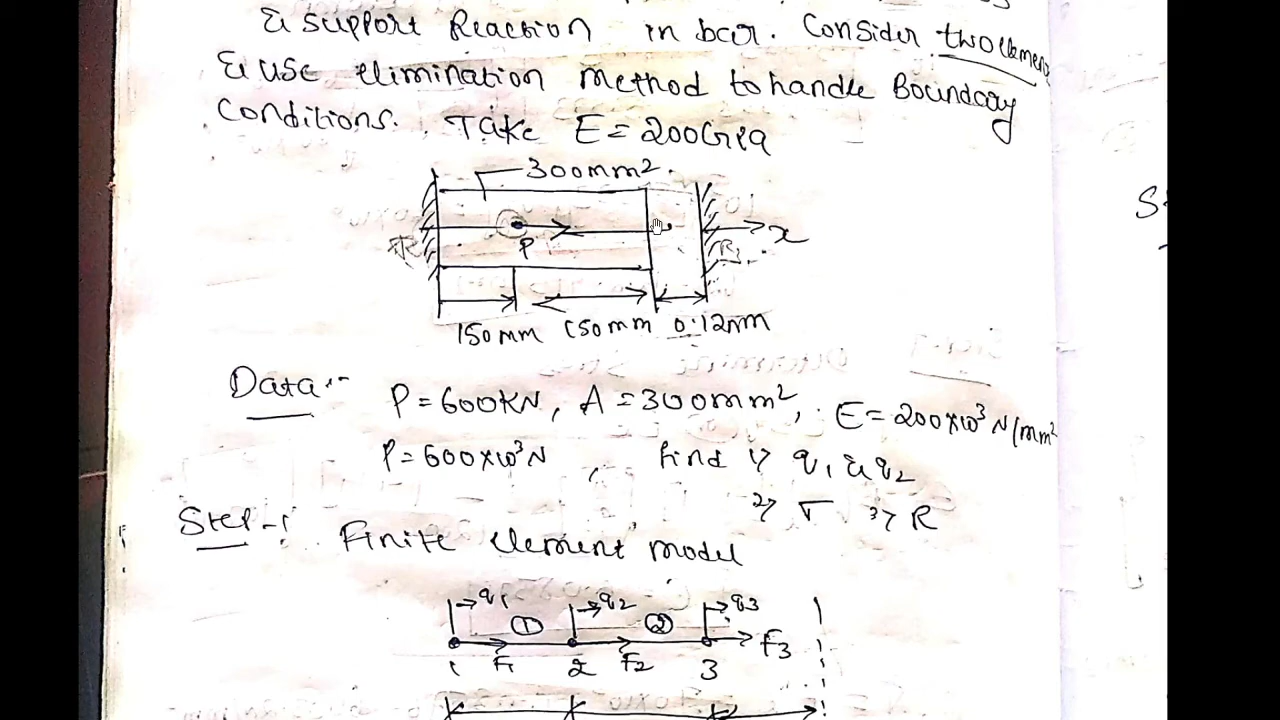 & support Reaction in bar. Consider two element
& use elimination method to handle Boundary
Conditions. Take E = 200GPa
300mm²
P
R₃
x
150mm 150mm 0.12mm
Data:-
P = 600KN, A = 300mm², E = 200×10³ N/mm²
P = 600×10³N , find 1) q₁ & q₂
2) σ 3) R
Step-1 Finite element model
q₁ q₂ q₃
① ②
F₁ F₂ F₃
1 2 3